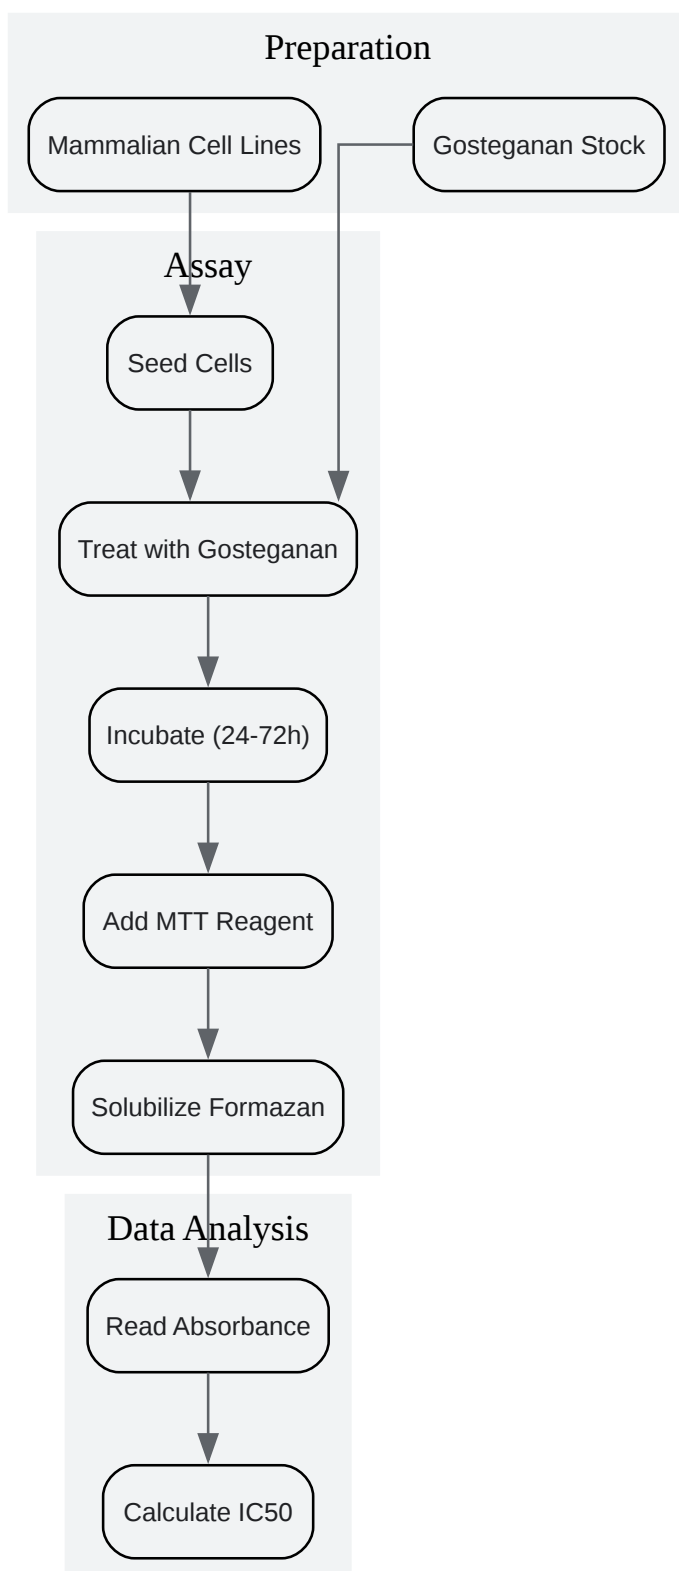 Preparation
Mammalian Cell Lines
Gosteganan Stock
Assay
Seed Cells
Treat with Gosteganan
Incubate (24-72h)
Add MTT Reagent
Solubilize Formazan
Data Analysis
Read Absorbance
Calculate IC50